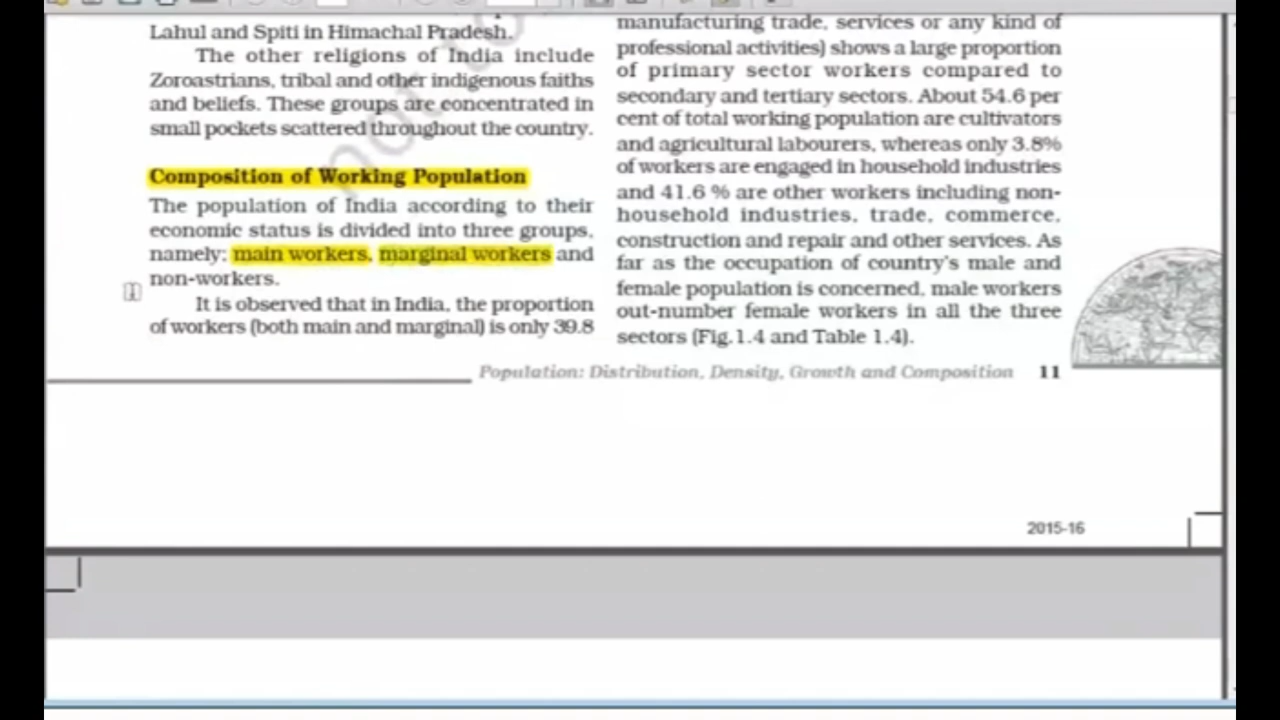 Lahul and Spiti in Himachal Pradesh.
The other religions of India include
Zoroastrians, tribal and other indigenous faiths
and beliefs. These groups are concentrated in
small pockets scattered throughout the country.
Composition of Working Population
The population of India according to their
economic status is divided into three groups,
namely; main workers, marginal workers and
non-workers.
It is observed that in India, the proportion
of workers (both main and marginal) is only 39.8
manufacturing trade, services or any kind of
professional activities) shows a large proportion
of primary sector workers compared to
secondary and tertiary sectors. About 54.6 per
cent of total working population are cultivators
and agricultural labourers, whereas only 3.8%
of workers are engaged in household industries
and 41.6 % are other workers including non-
household industries, trade, commerce,
construction and repair and other services. As
far as the occupation of country's male and
female population is concerned, male workers
out-number female workers in all the three
sectors (Fig.1.4 and Table 1.4).
Population: Distribution, Density, Growth and Composition 11
2015-16
not to